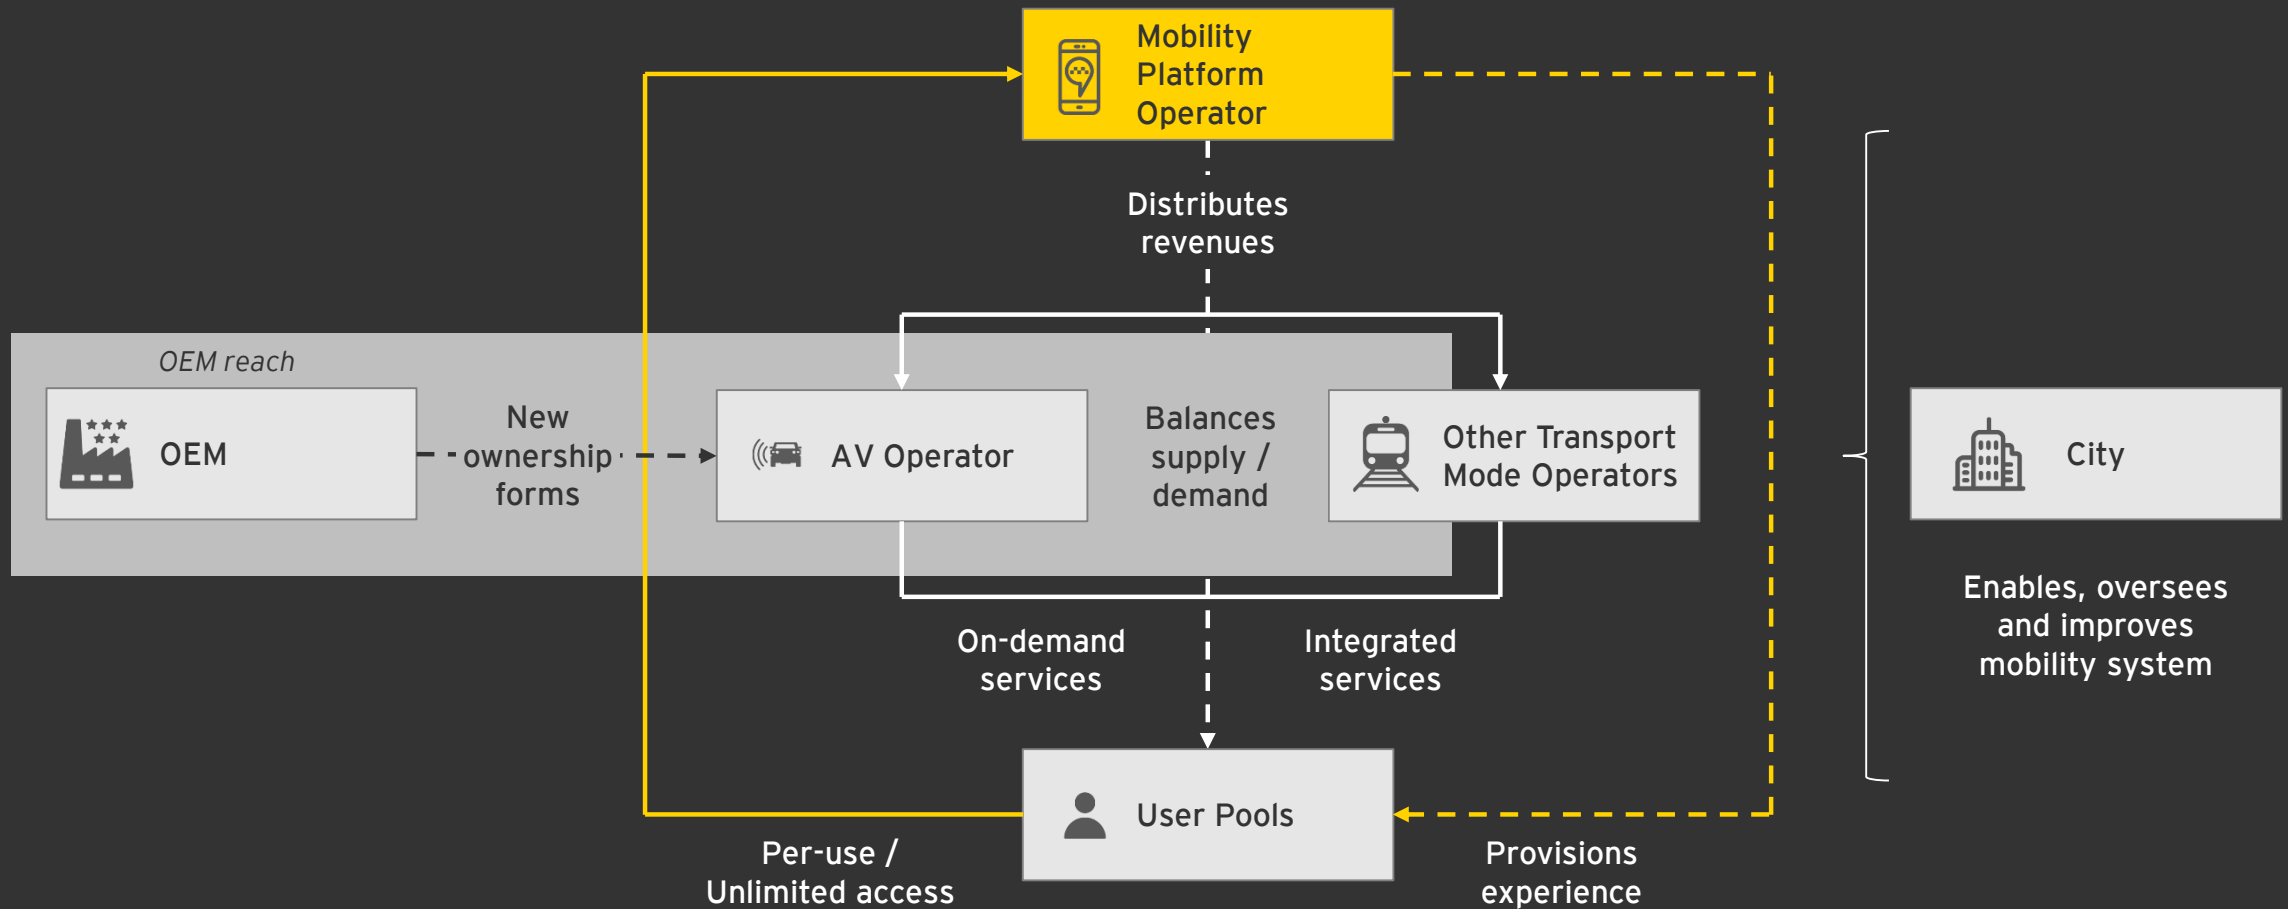 Mobility
Platform
Operator
Distributes
revenues
OEM reach
OEM
New
ownership
forms
AV Operator
Balances
supply /
demand
Other Transport
Mode Operators
City
Enables, oversees
and improves
mobility system
On-demand
services
Integrated
services
User Pools
Per-use /
Unlimited access
Provisions
experience